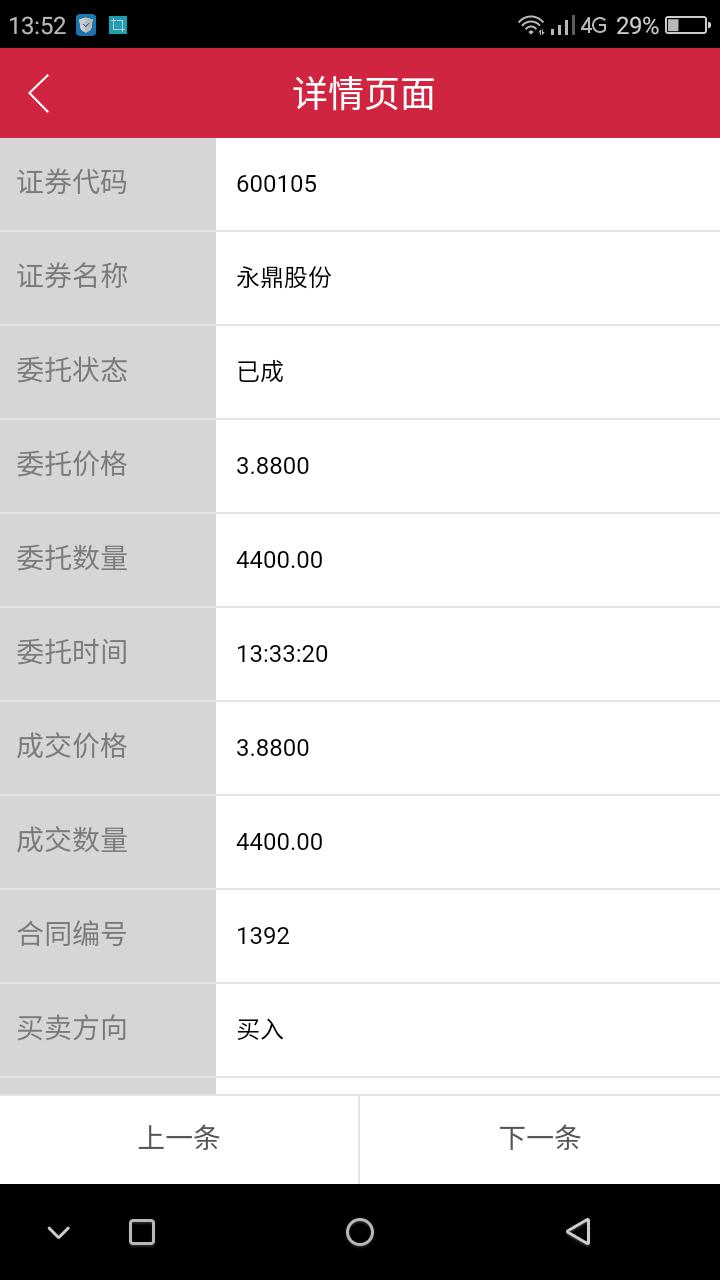 13:52 4G 29%
详情页面
证券代码 600105
证券名称 永鼎股份
委托状态 已成
委托价格 3.8800
委托数量 4400.00
委托时间 13:33:20
成交价格 3.8800
成交数量 4400.00
合同编号 1392
买卖方向 买入
上一条 下一条